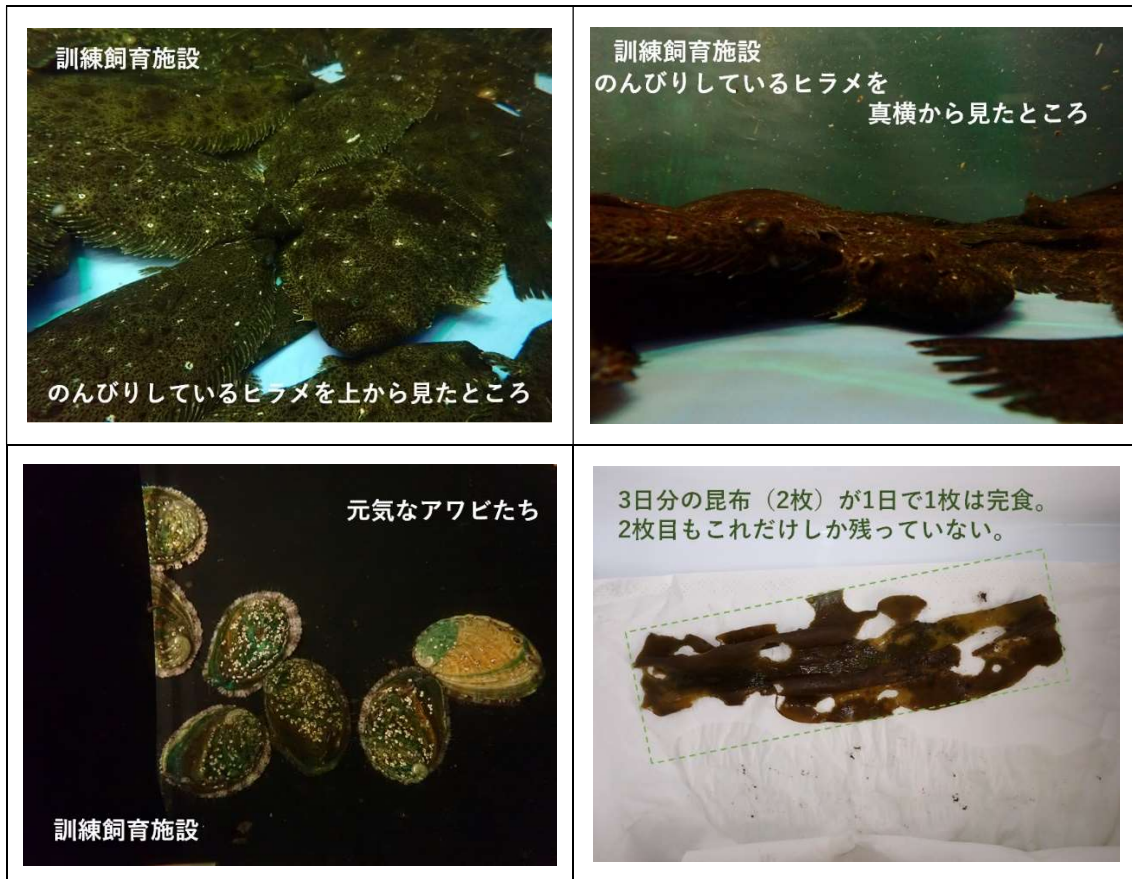 訓練飼育施設
のんびりしているヒラメを上から見たところ
訓練飼育施設
のんびりしているヒラメを
真横から見たところ
元気なアワビたち
訓練飼育施設
3日分の昆布（2枚）が1日で1枚は完食。
2枚目もこれだけしか残っていない。